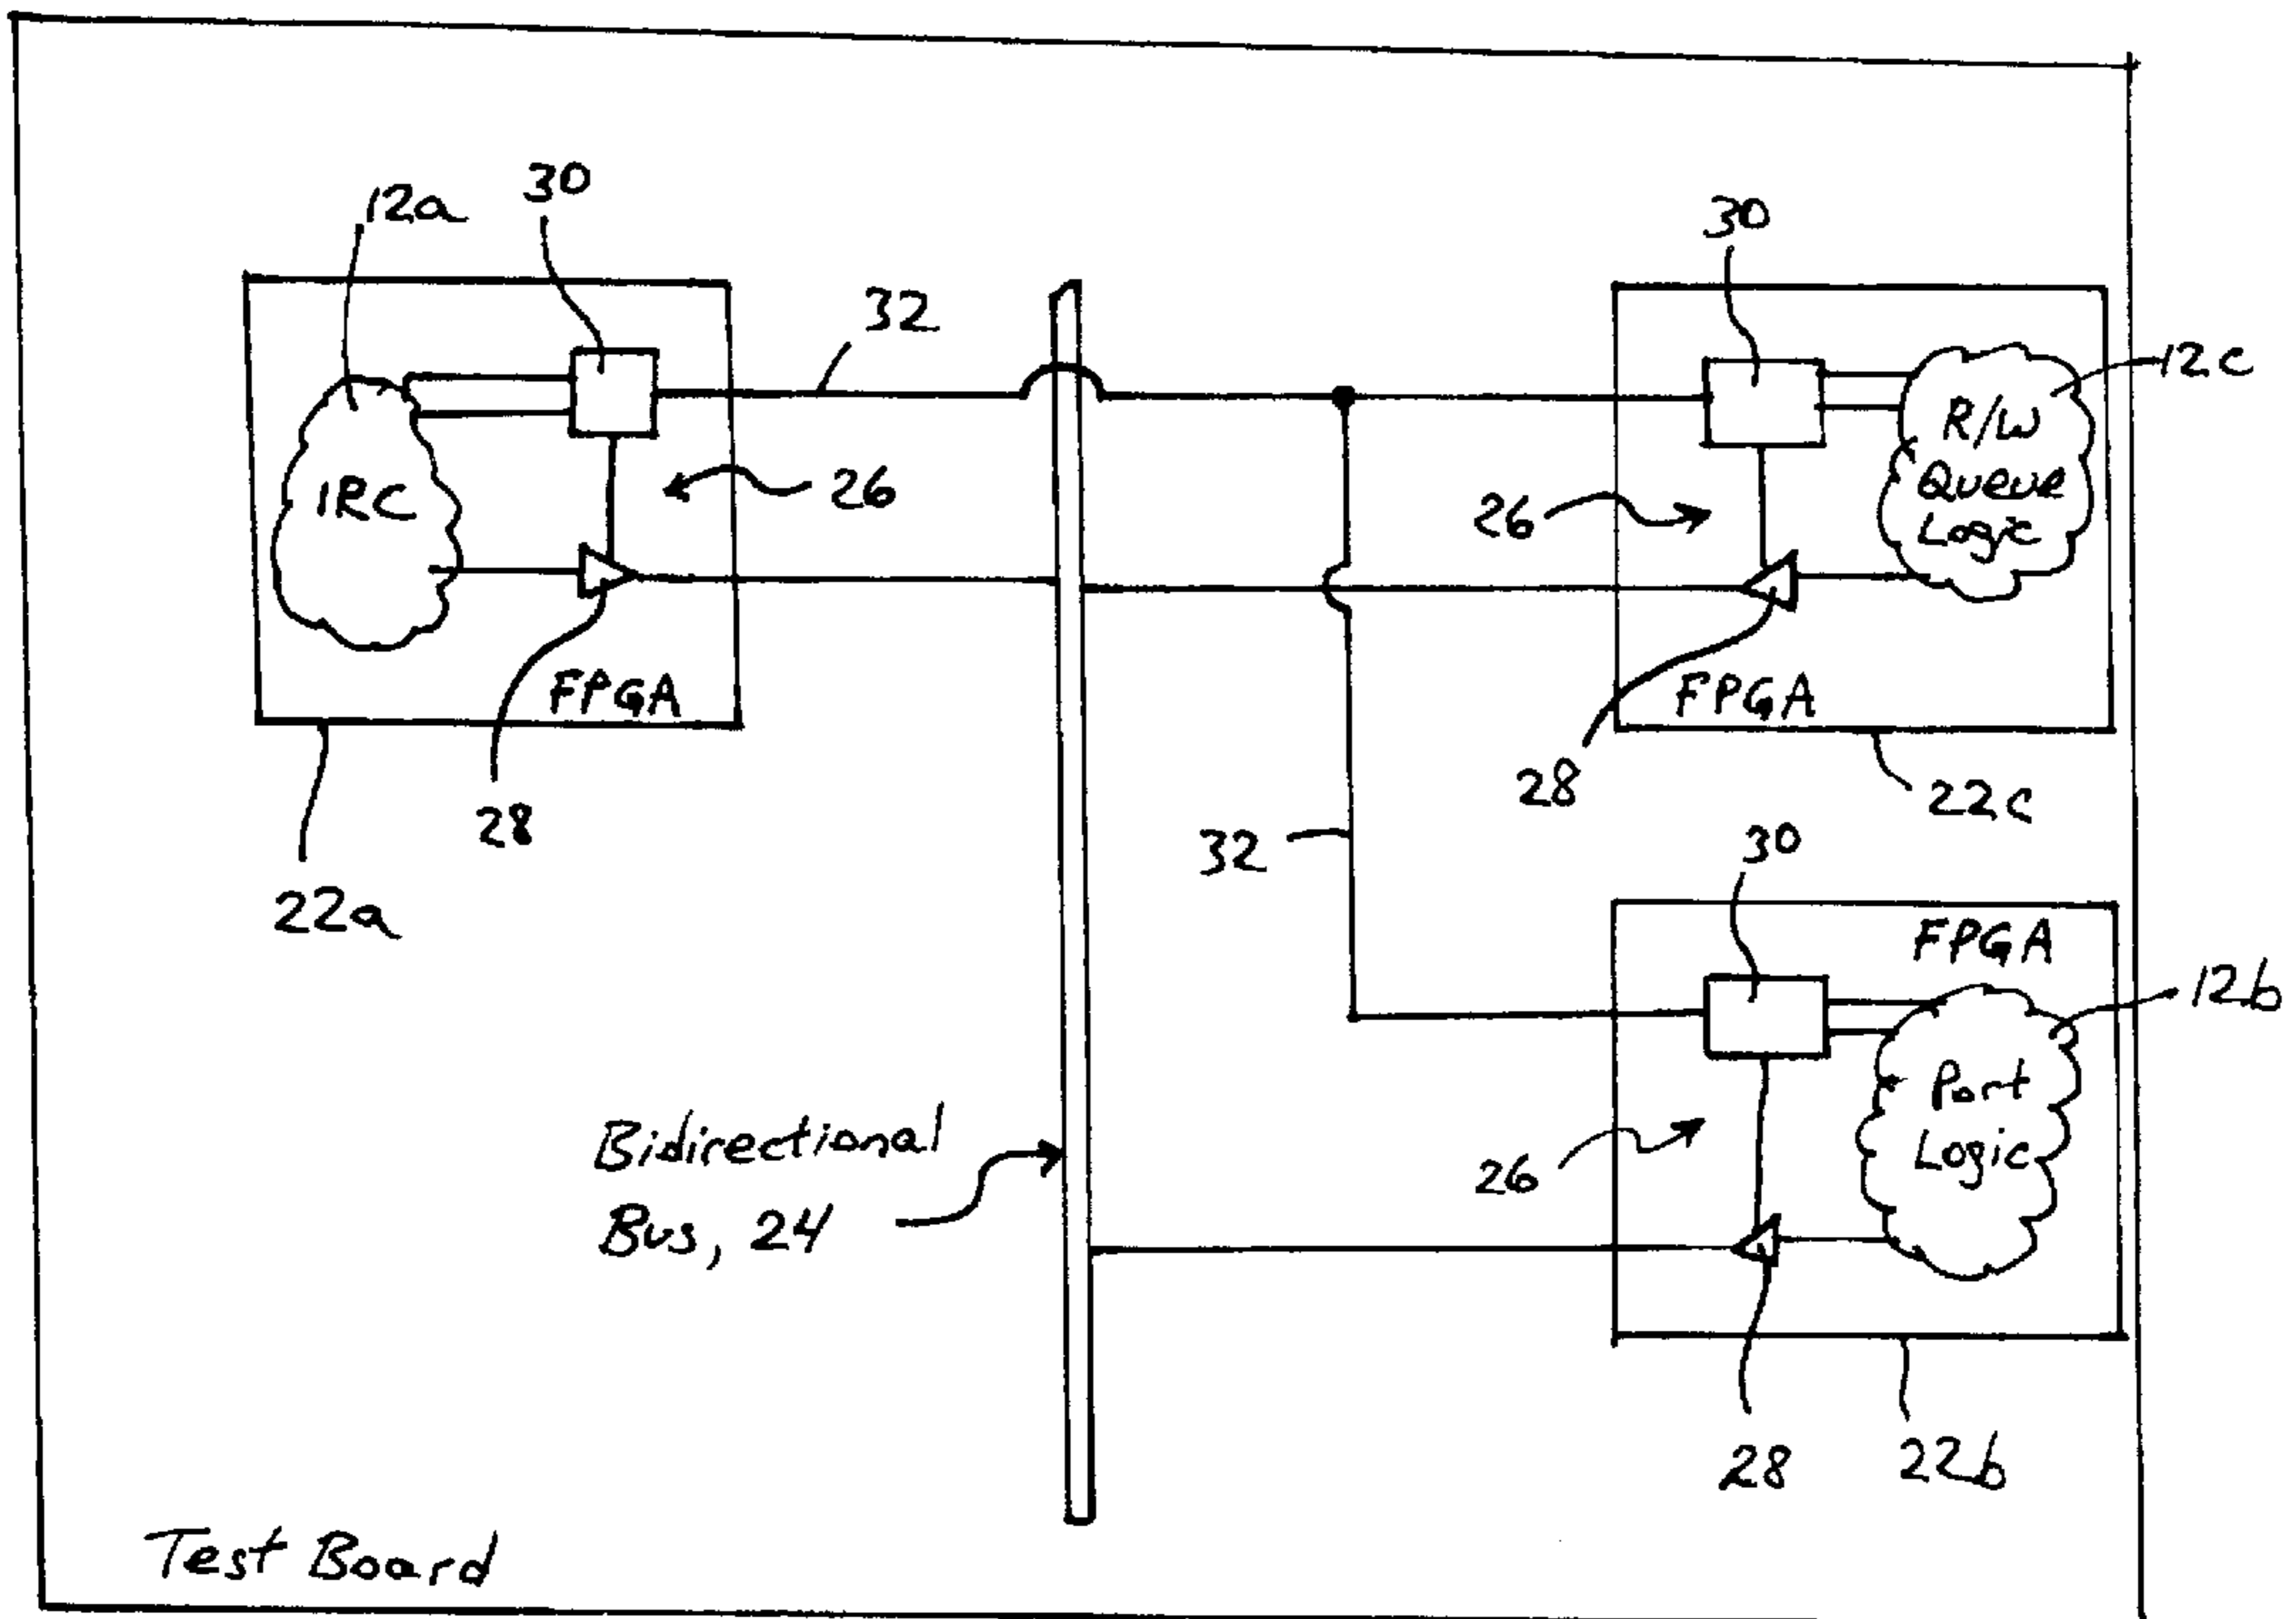 12a
30
30
32
12c
R/W
Queue
Logic
IRC
26
26
FPGA
FPGA
28
28
22c
22a
32
30
FPGA
12b
Port
Logic
26
Bidirectional
Bus, 24
28
22b
Test Board